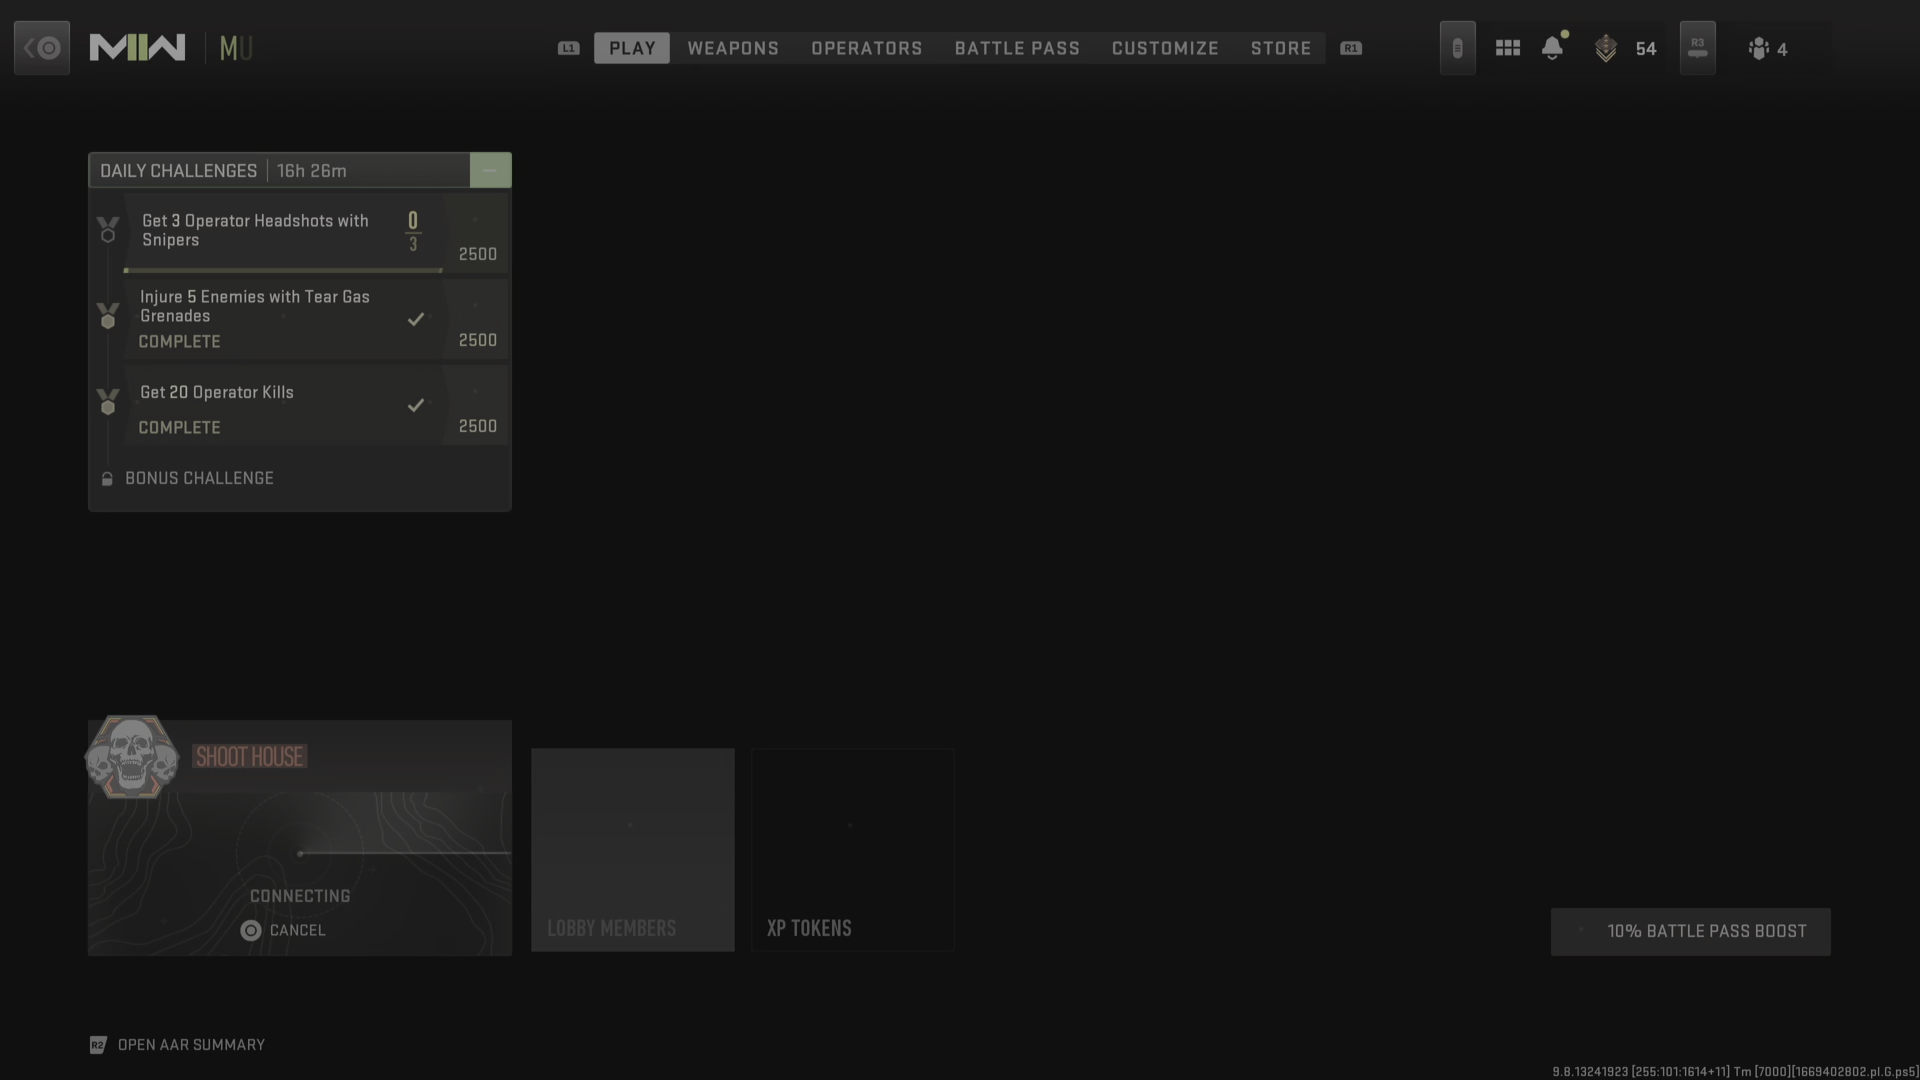 MWII MU
L1 PLAY WEAPONS OPERATORS BATTLE PASS CUSTOMIZE STORE R1
54 R3 4
DAILY CHALLENGES 16h 26m
Get 3 Operator Headshots with
Snipers
0
3
2500
Injure 5 Enemies with Tear Gas
Grenades
COMPLETE
2500
Get 20 Operator Kills
COMPLETE
2500
BONUS CHALLENGE
SHOOT HOUSE
CONNECTING
CANCEL
LOBBY MEMBERS
XP TOKENS
10% BATTLE PASS BOOST
R2 OPEN AAR SUMMARY
9.8.13241923 [255:101:1614+11] Tm [7000][1669402802.pl.G.ps5]